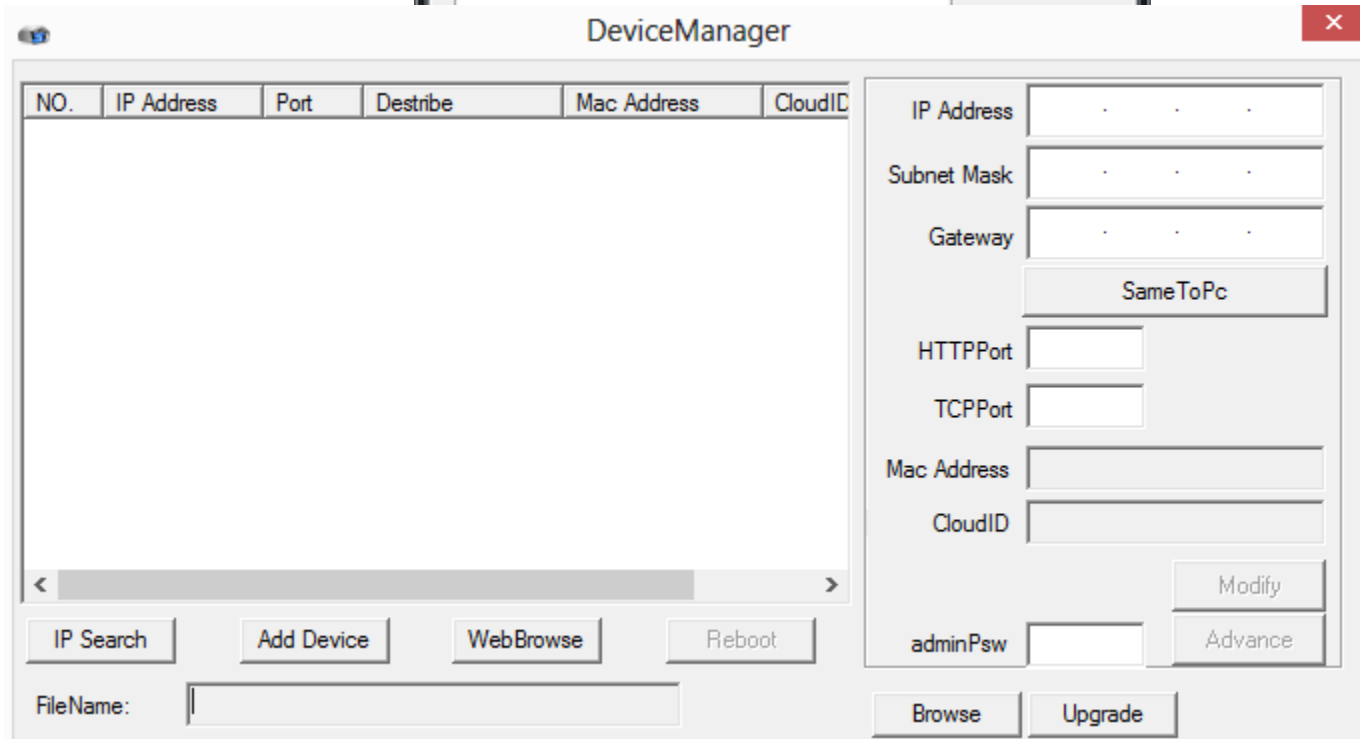 DeviceManager
NO. IP Address Port Destribe Mac Address CloudID
IP Address
Subnet Mask
Gateway
SameToPc
HTTPPort
TCPPort
Mac Address
CloudID
Modify
IP Search Add Device WebBrowse Reboot adminPsw Advance
FileName: Browse Upgrade